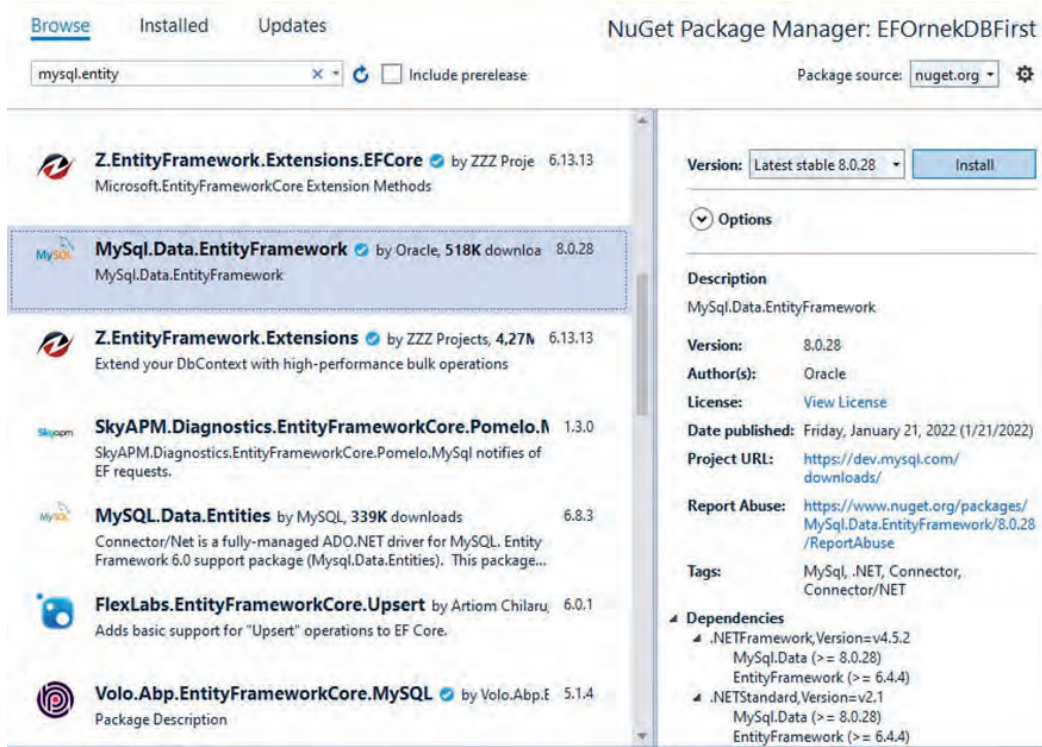 Browse Installed Updates
NuGet Package Manager: EFOrnekDBFirst
mysql.entity
Include prerelease
Package source: nuget.org
Z.EntityFramework.Extensions.EFCore by ZZZ Proje 6.13.13
Microsoft.EntityFrameworkCore Extension Methods
MySQL
MySql.Data.EntityFramework by Oracle, 518K downloa 8.0.28
MySql.Data.EntityFramework
Z.EntityFramework.Extensions by ZZZ Projects, 4,27M 6.13.13
Extend your DbContext with high-performance bulk operations
Skyapm
SkyAPM.Diagnostics.EntityFrameworkCore.Pomelo.M 1.3.0
SkyAPM.Diagnostics.EntityFrameworkCore.Pomelo.MySql notifies of
EF requests.
MySQL
MySQL.Data.Entities by MySQL, 339K downloads 6.8.3
Connector/Net is a fully-managed ADO.NET driver for MySQL. Entity
Framework 6.0 support package (Mysql.Data.Entities). This package...
FlexLabs.EntityFrameworkCore.Upsert by Artiom Chilaru, 6.0.1
Adds basic support for "Upsert" operations to EF Core.
Volo.Abp.EntityFrameworkCore.MySQL by Volo.Abp.E 5.1.4
Package Description
Version: Latest stable 8.0.28 Install
Options
Description
MySql.Data.EntityFramework
Version: 8.0.28
Author(s): Oracle
License: View License
Date published: Friday, January 21, 2022 (1/21/2022)
Project URL: https://dev.mysql.com/
downloads/
Report Abuse: https://www.nuget.org/packages/
MySql.Data.EntityFramework/8.0.28
/ReportAbuse
Tags: MySql, .NET, Connector,
Connector/NET
Dependencies
.NETFramework,Version=v4.5.2
MySql.Data (>= 8.0.28)
EntityFramework (>= 6.4.4)
.NETStandard,Version=v2.1
MySql.Data (>= 8.0.28)
EntityFramework (>= 6.4.4)